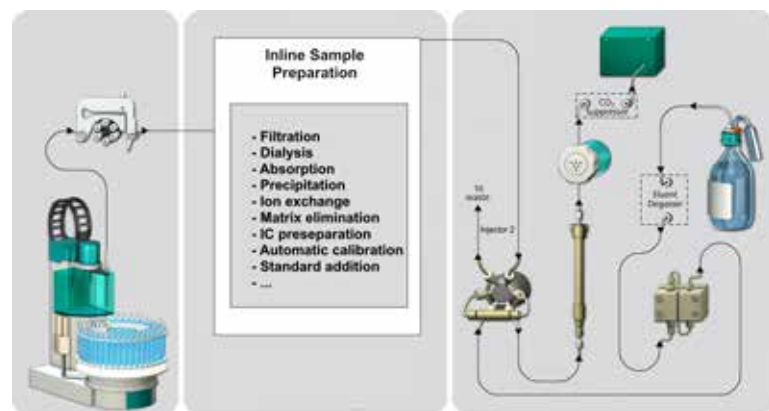 Inline Sample
Preparation
- Filtration
- Dialysis
- Absorption
- Precipitation
- Ion exchange
- Matrix elimination
- IC preseparation
- Automatic calibration
- Standard addition
- ...
To
waste
Injector 2
CO₂
suppressor
Eluent
Degasser